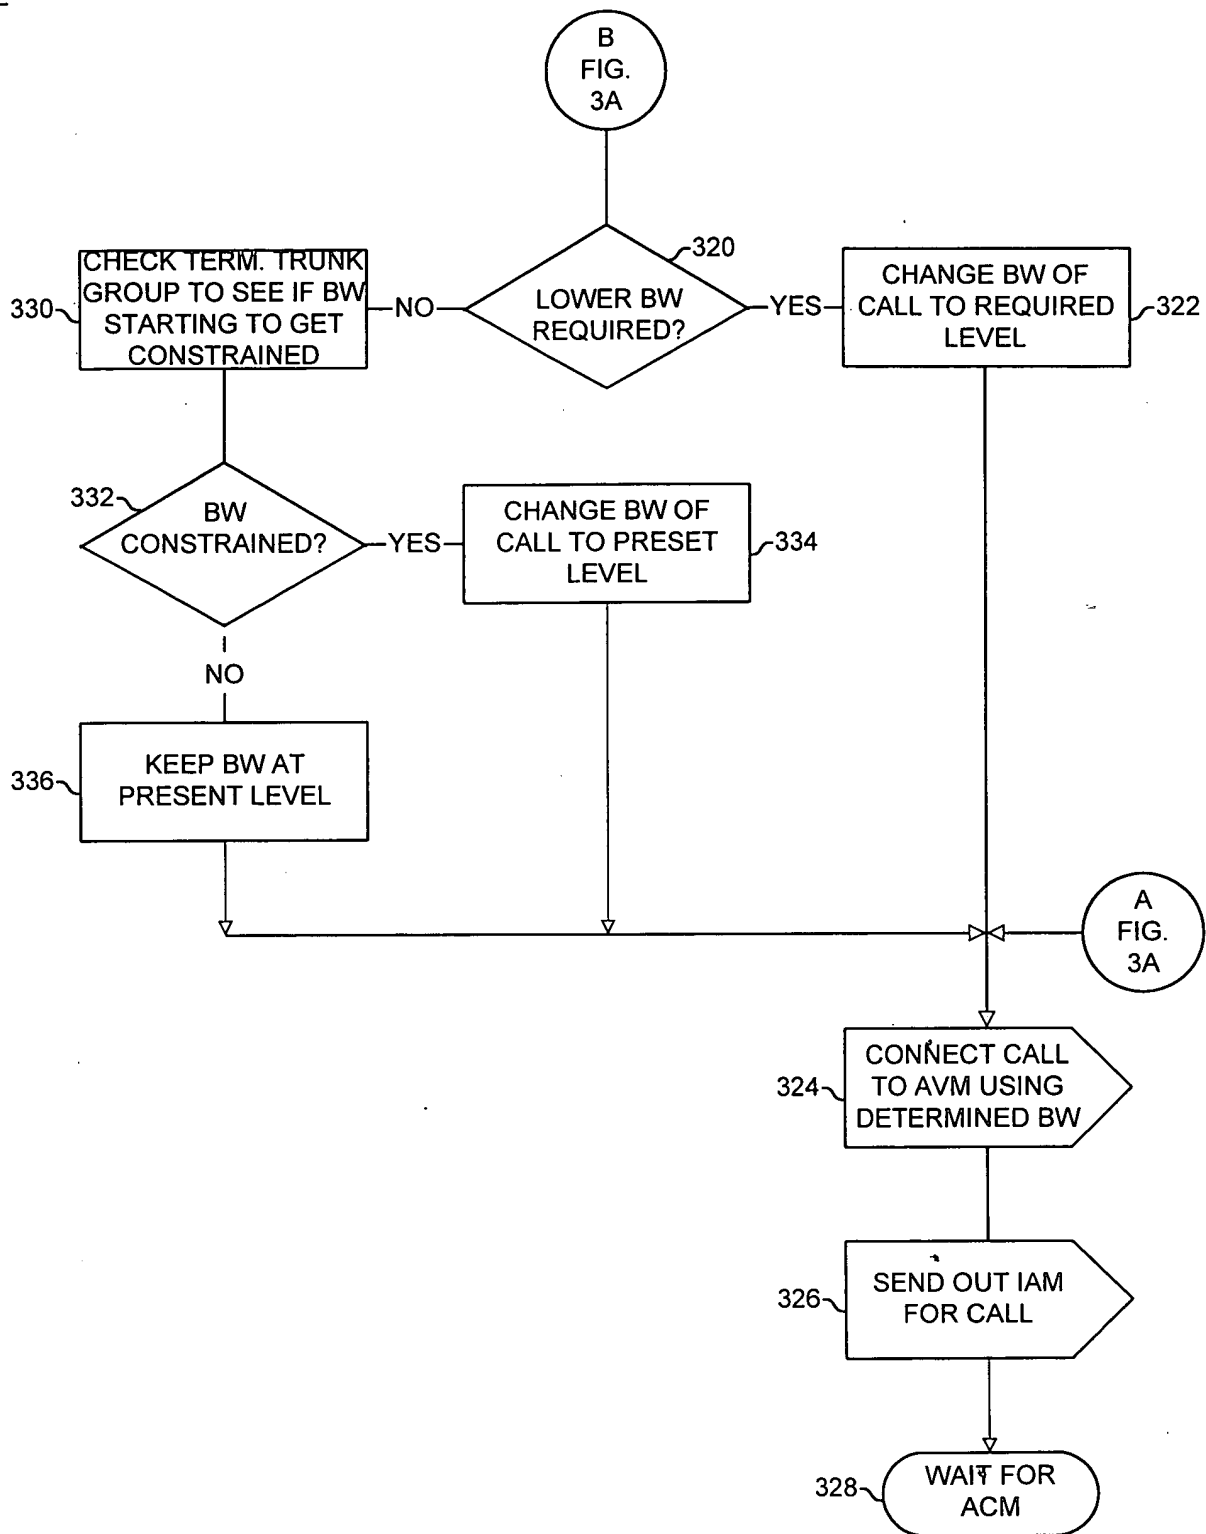 B
FIG.
3A
320
LOWER BW
REQUIRED?
NO
YES
CHECK TERM. TRUNK
GROUP TO SEE IF BW
STARTING TO GET
CONSTRAINED
330
CHANGE BW OF
CALL TO REQUIRED
LEVEL
322
332
BW
CONSTRAINED?
YES
CHANGE BW OF
CALL TO PRESET
LEVEL
334
NO
336
KEEP BW AT
PRESENT LEVEL
A
FIG.
3A
324
CONNECT CALL
TO AVM USING
DETERMINED BW
326
SEND OUT IAM
FOR CALL
328
WAIT FOR
ACM